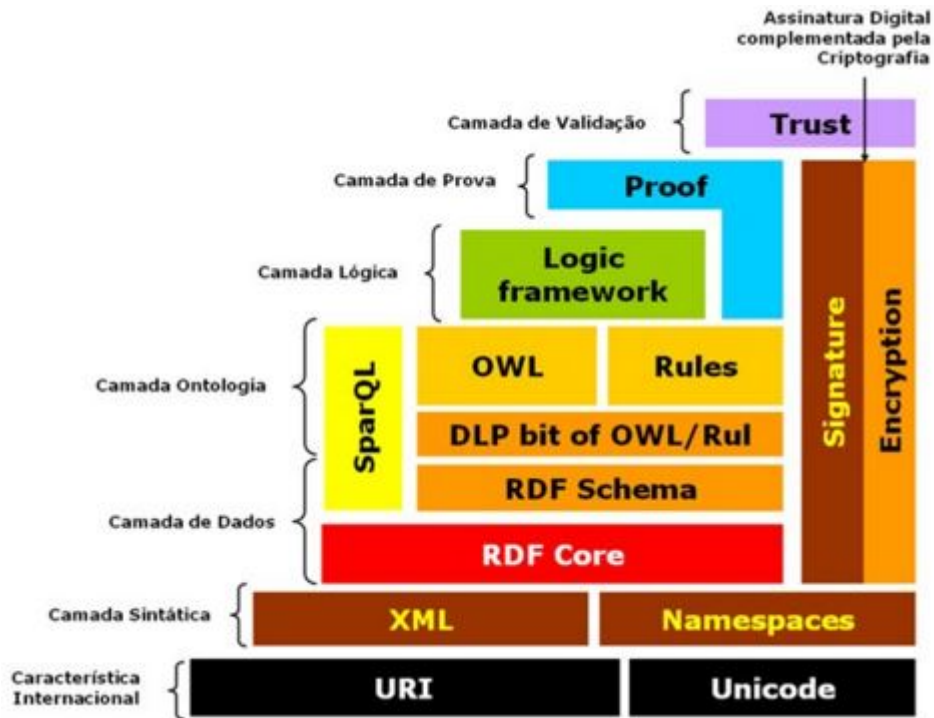 Assinatura Digital
complementada pela
Criptografia
Camada de Validação
Trust
Camada de Prova
Proof
Camada Lógica
Logic
framework
Camada Ontologia
SparQL
OWL
Rules
DLP bit of OWL/Rul
Signature
Encryption
Camada de Dados
RDF Schema
RDF Core
Camada Sintática
XML
Namespaces
Característica
Internacional
URI
Unicode